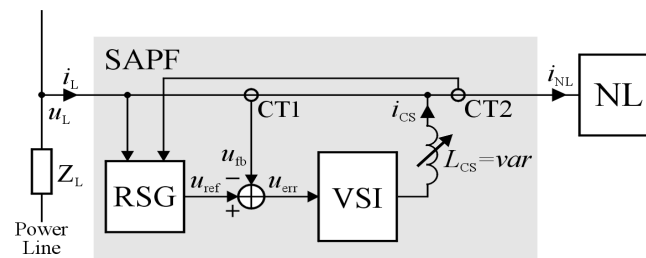 SAPF
i_L
i_NL
NL
CT1
i_CS
CT2
u_L
u_fb
L_CS=var
Z_L
RSG
u_ref
−
+
u_err
VSI
Power
Line